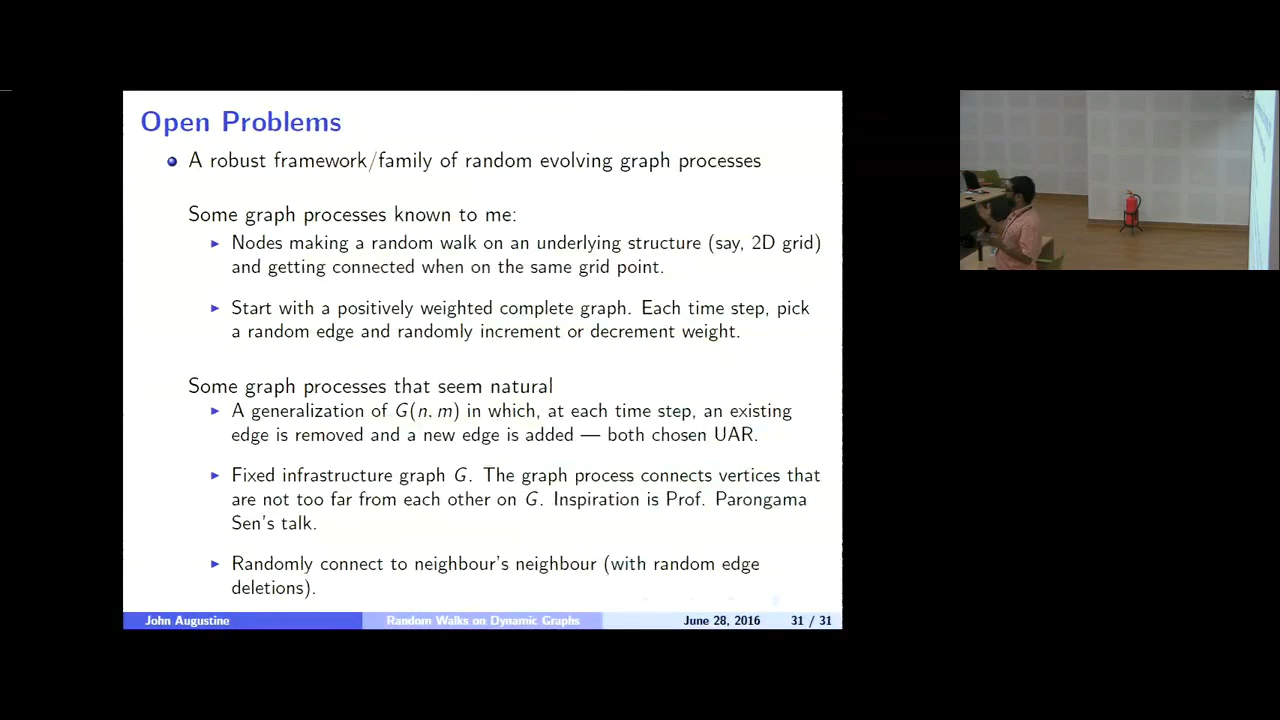 Open Problems
A robust framework/family of random evolving graph processes
Some graph processes known to me:
Nodes making a random walk on an underlying structure (say, 2D grid)
and getting connected when on the same grid point.
Start with a positively weighted complete graph. Each time step, pick
a random edge and randomly increment or decrement weight.
Some graph processes that seem natural
A generalization of G(n, m) in which, at each time step, an existing
edge is removed and a new edge is added — both chosen UAR.
Fixed infrastructure graph G. The graph process connects vertices that
are not too far from each other on G. Inspiration is Prof. Parongama
Sen's talk.
Randomly connect to neighbour's neighbour (with random edge
deletions).
John Augustine Random Walks on Dynamic Graphs June 28, 2016 31 / 31